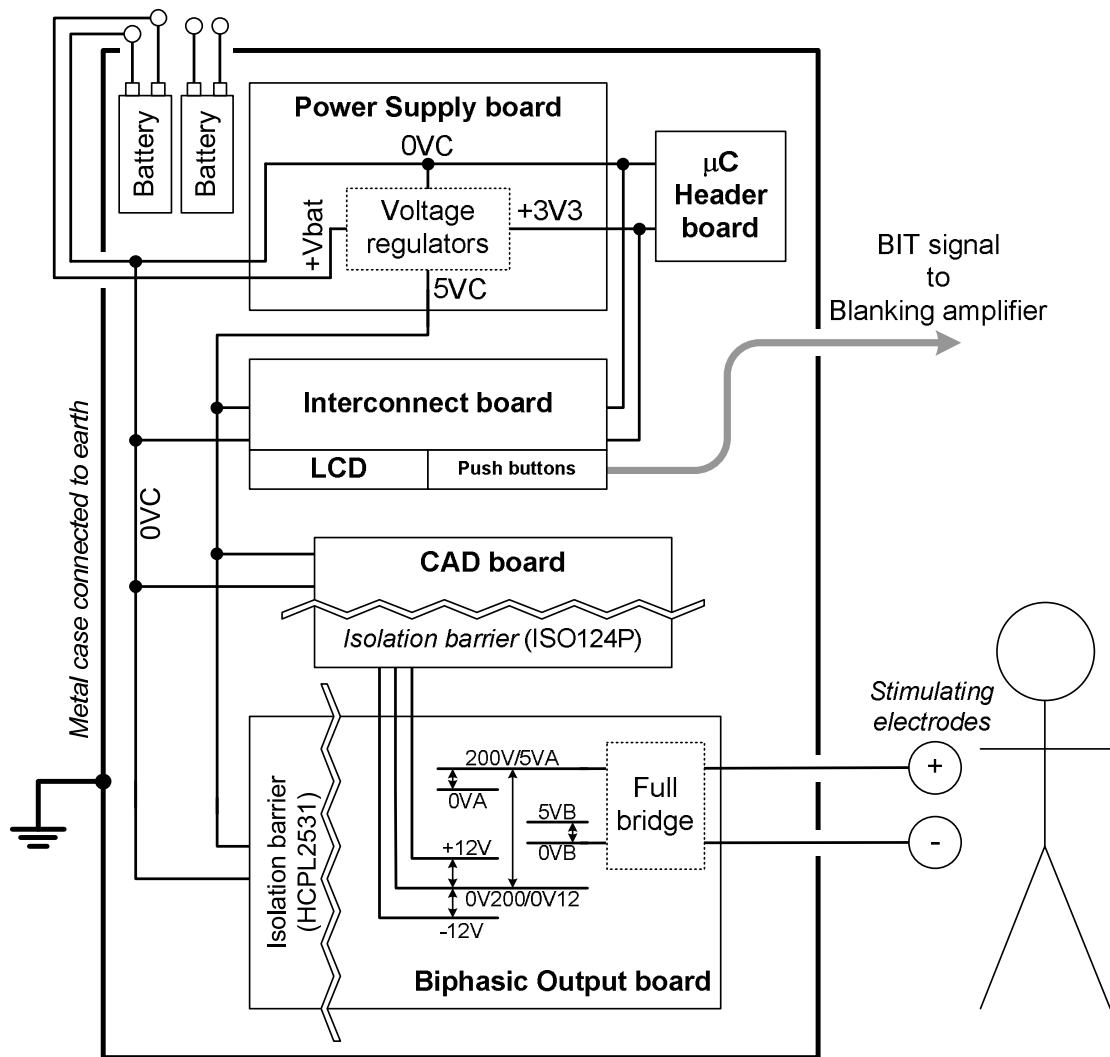 Battery
Battery
Power Supply board
0VC
+Vbat
Voltage
regulators
+3V3
5VC
µC
Header
board
BIT signal
to
Blanking amplifier
Interconnect board
LCD
Push buttons
Metal case connected to earth
0VC
CAD board
Isolation barrier (ISO124P)
Stimulating
electrodes
+
-
Isolation barrier
(HCPL2531)
200V/5VA
0VA
5VB
0VB
+12V
0V200/0V12
-12V
Full
bridge
Biphasic Output board